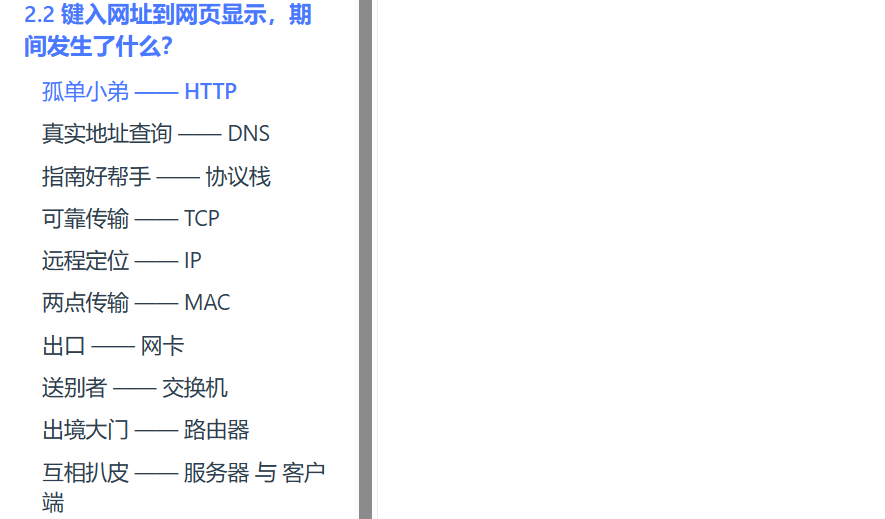 2.2 键入网址到网页显示，期
间发生了什么？
孤单小弟 —— HTTP
真实地址查询 —— DNS
指南好帮手 —— 协议栈
可靠传输 —— TCP
远程定位 —— IP
两点传输 —— MAC
出口 —— 网卡
送别者 —— 交换机
出境大门 —— 路由器
互相扒皮 —— 服务器 与 客户
端